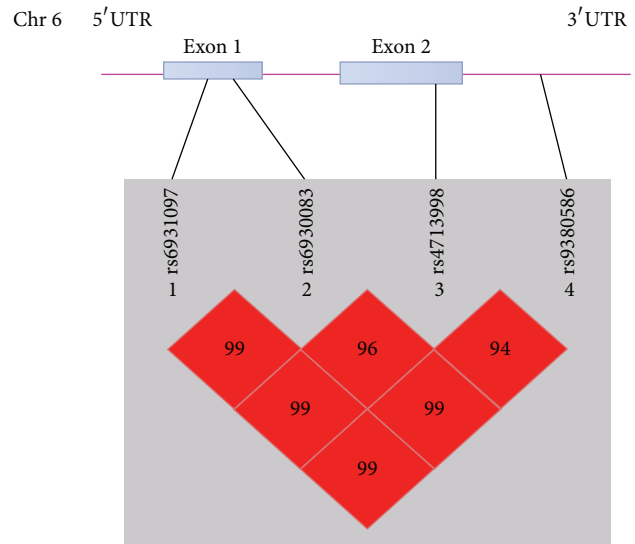 Chr 6 5′UTR 3′UTR
Exon 1 Exon 2
rs6931097 rs6930083 rs4713998 rs9380586
1 2 3 4
99 96 94
99 99
99